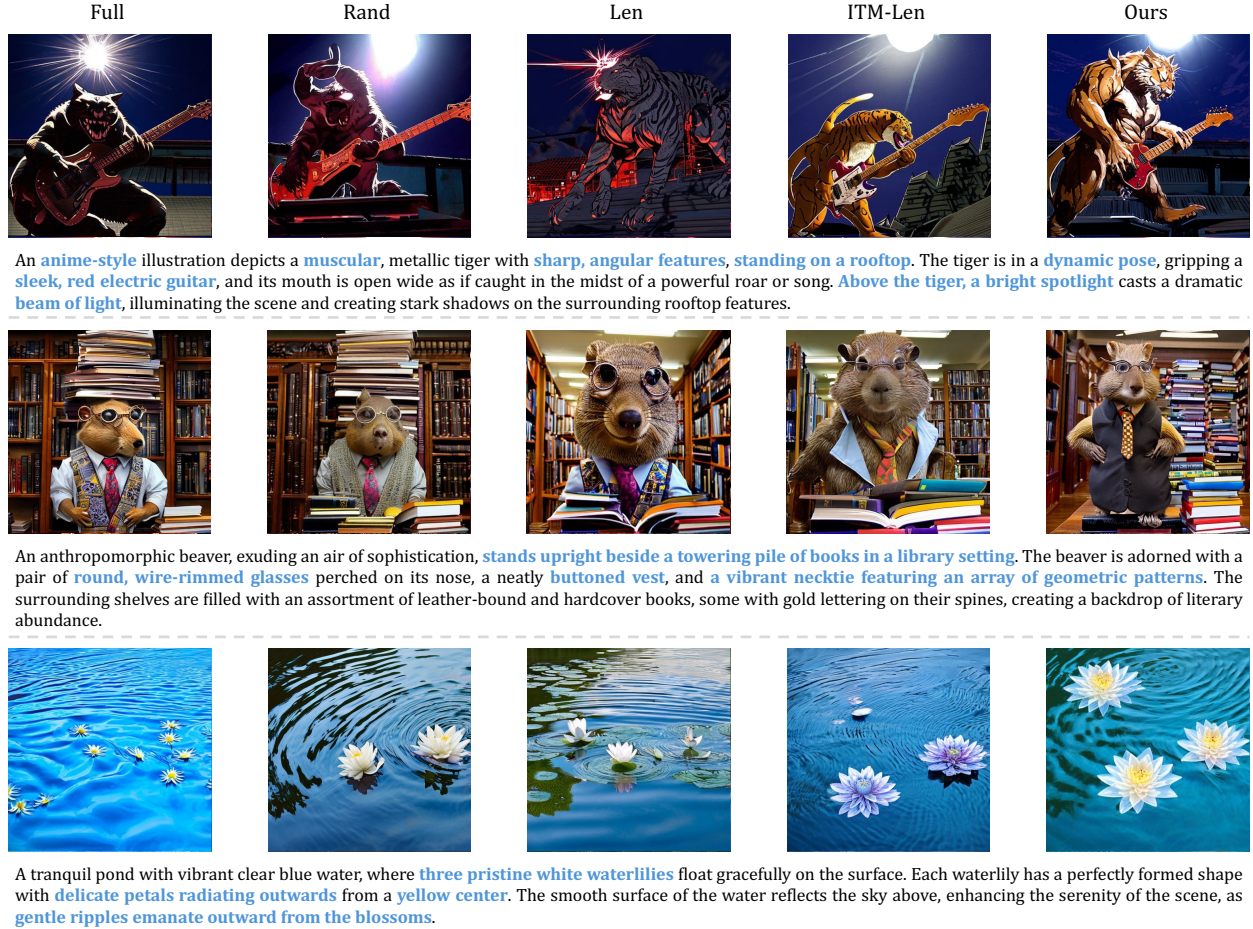 Full Rand Len ITM-Len Ours
An anime-style illustration depicts a muscular, metallic tiger with sharp, angular features, standing on a rooftop. The tiger is in a dynamic pose, gripping a
sleek, red electric guitar, and its mouth is open wide as if caught in the midst of a powerful roar or song. Above the tiger, a bright spotlight casts a dramatic
beam of light, illuminating the scene and creating stark shadows on the surrounding rooftop features.
An anthropomorphic beaver, exuding an air of sophistication, stands upright beside a towering pile of books in a library setting. The beaver is adorned with a
pair of round, wire-rimmed glasses perched on its nose, a neatly buttoned vest, and a vibrant necktie featuring an array of geometric patterns. The
surrounding shelves are filled with an assortment of leather-bound and hardcover books, some with gold lettering on their spines, creating a backdrop of literary
abundance.
A tranquil pond with vibrant clear blue water, where three pristine white waterlilies float gracefully on the surface. Each waterlily has a perfectly formed shape
with delicate petals radiating outwards from a yellow center. The smooth surface of the water reflects the sky above, enhancing the serenity of the scene, as
gentle ripples emanate outward from the blossoms.